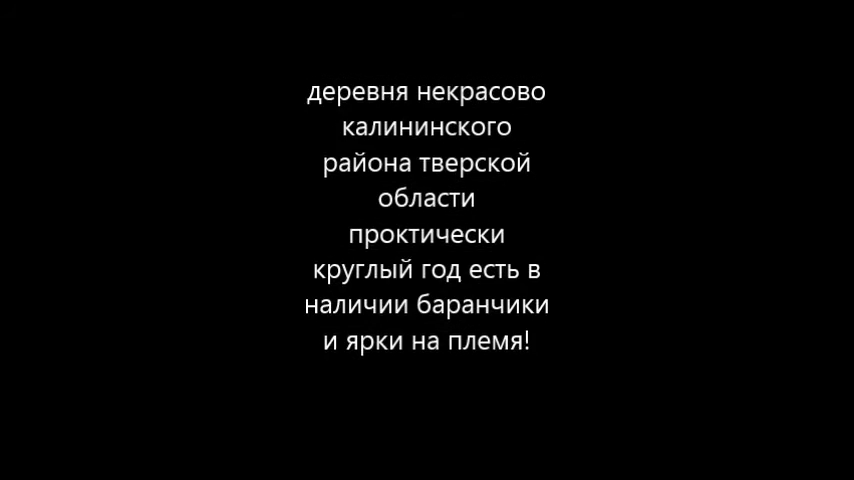 деревня некрасово
калининского
района тверской
области
проктически
круглый год есть в
наличии баранчики
и ярки на племя!